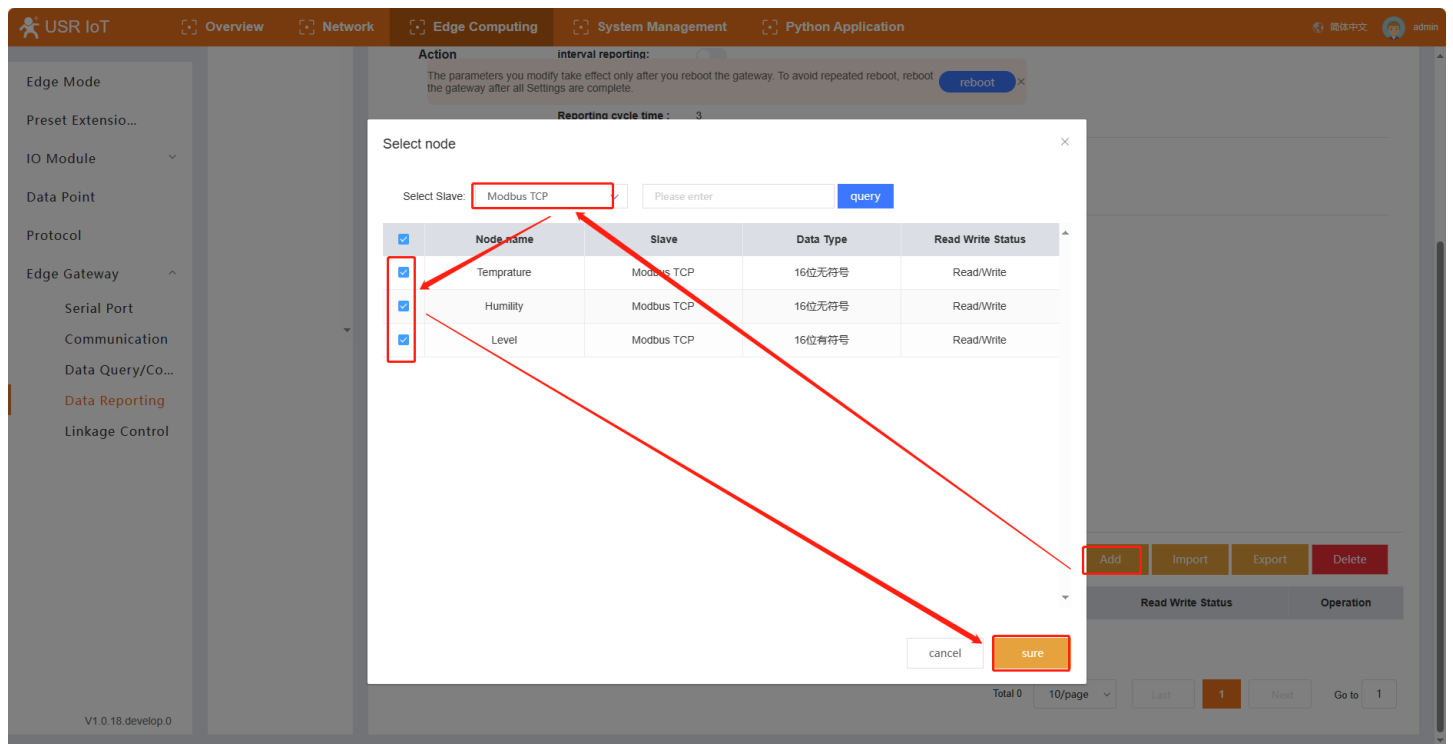 USR IoT Overview Network Edge Computing System Management Python Application 简体中文 admin
Edge Mode
Preset Extensio...
IO Module
Data Point
Protocol
Edge Gateway
Serial Port
Communication
Data Query/Co...
Data Reporting
Linkage Control
V1.0.18.develop.0
Action interval reporting:
The parameters you modify take effect only after you reboot the gateway. To avoid repeated reboot, reboot
the gateway after all Settings are complete.
reboot ×
Reporting cycle time : 3
Select node ×
Select Slave: Modbus TCP Please enter query
Node name Slave Data Type Read Write Status
Temprature Modbus TCP 16位无符号 Read/Write
Humility Modbus TCP 16位无符号 Read/Write
Level Modbus TCP 16位有符号 Read/Write
cancel sure
Add Import Export Delete
Read Write Status Operation
Total 0 10/page Last 1 Next Go to 1